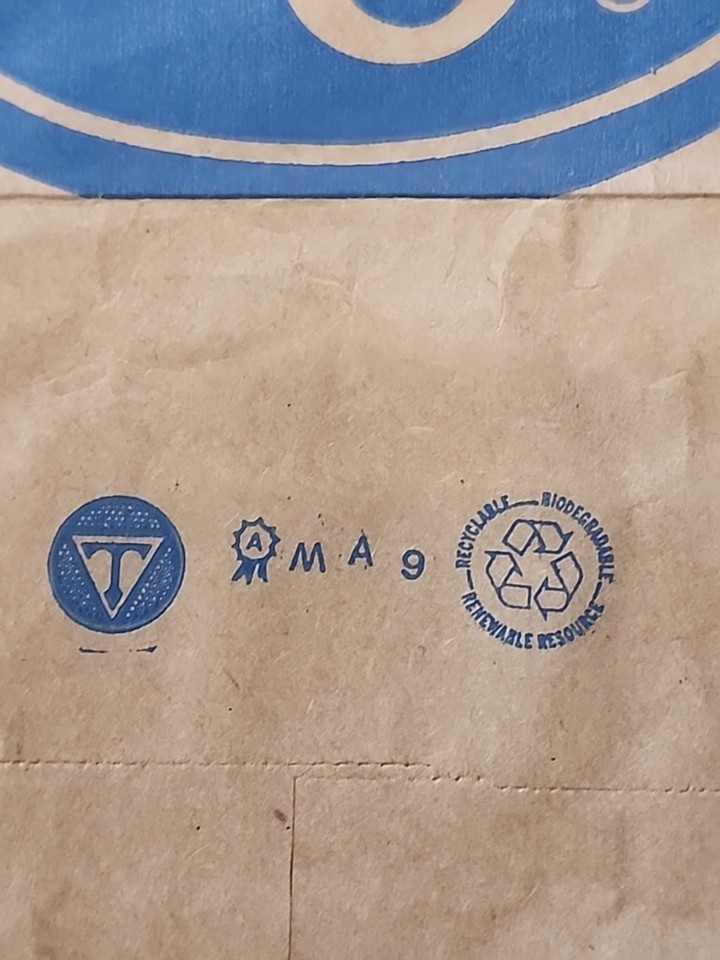 T
A M A 9
RECYCLABLE
BIODEGRADABLE
RENEWABLE RESOURCE